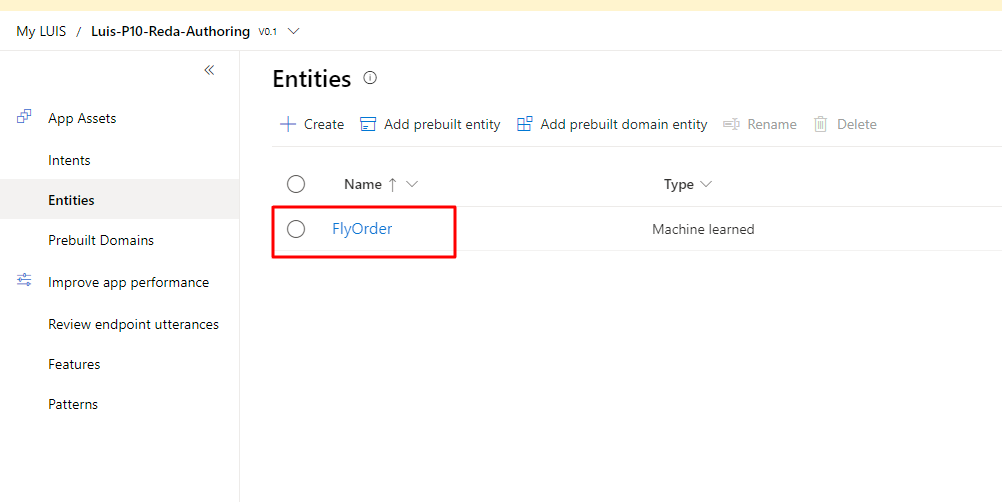 My LUIS / Luis-P10-Reda-Authoring V0.1
Entities
App Assets
Intents
Entities
Prebuilt Domains
Improve app performance
Review endpoint utterances
Features
Patterns
Create Add prebuilt entity Add prebuilt domain entity Rename Delete
Name Type
FlyOrder Machine learned